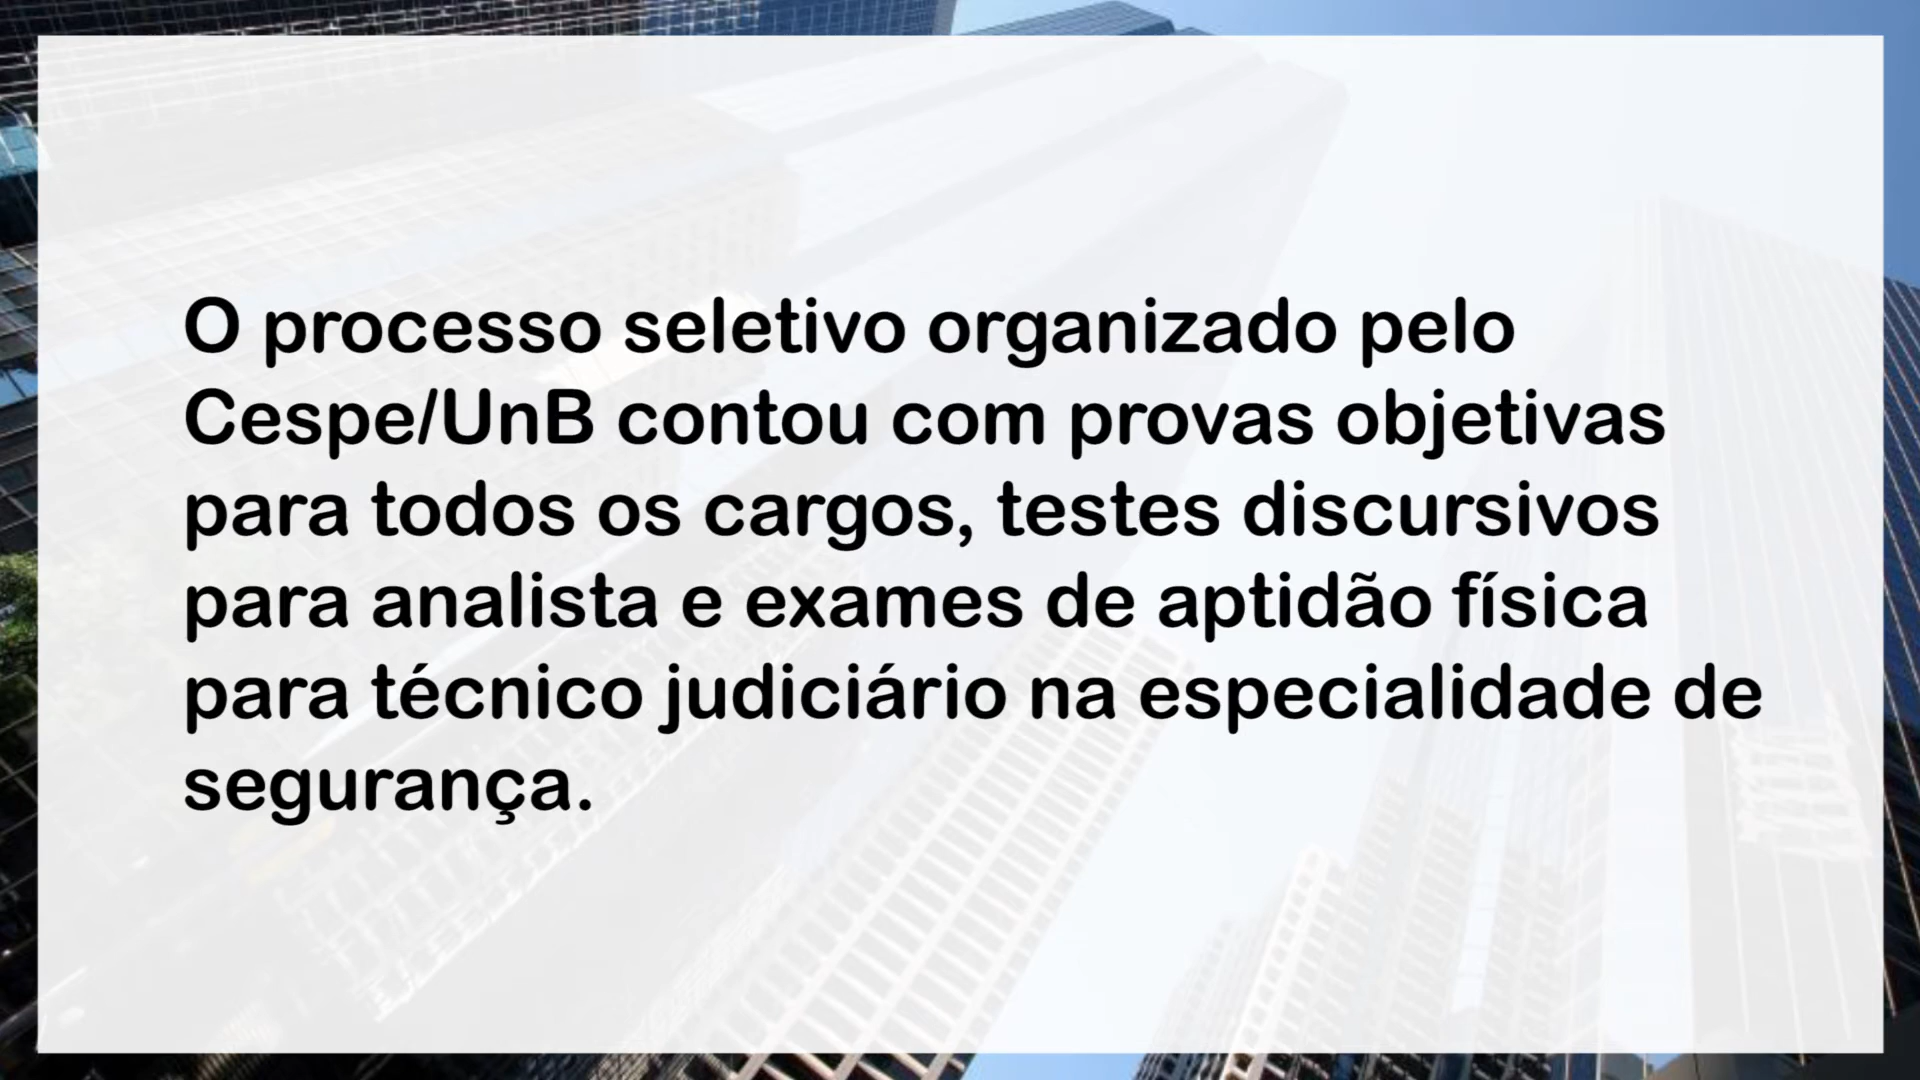 O processo seletivo organizado pelo
Cespe/UnB contou com provas objetivas
para todos os cargos, testes discursivos
para analista e exames de aptidão física
para técnico judiciário na especialidade de
segurança.